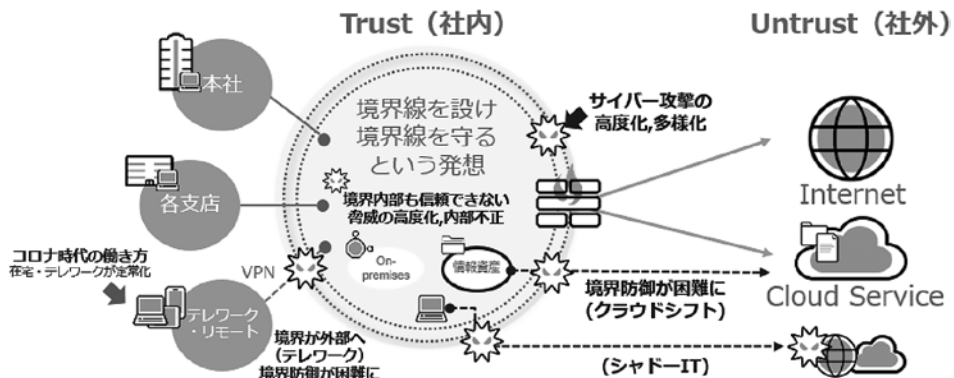 Trust（社内）
Untrust（社外）
本社
境界線を設け
境界線を守る
という発想
サイバー攻撃の
高度化,多様化
各支店
境界内部も信頼できない
脅威の高度化,内部不正
Internet
コロナ時代の働き方
在宅・テレワークが定常化
VPN
On-
premises
情報資産
テレワーク
・リモート
境界が外部へ
（テレワーク）
境界防御が困難に
境界防御が困難に
(クラウドシフト)
Cloud Service
(シャドーIT)